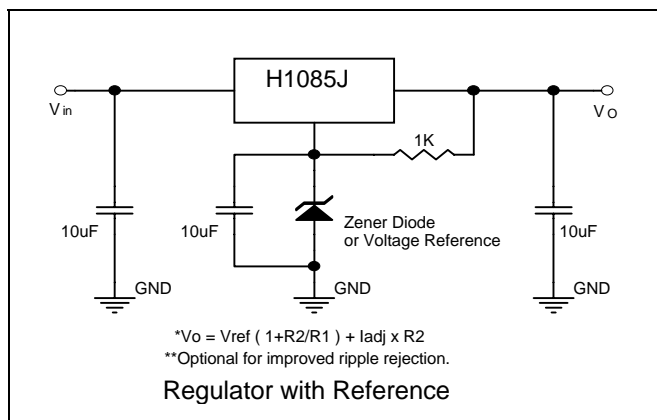 H1085J
Vin
VO
1K
10uF
10uF
Zener Diode
or Voltage Reference
10uF
GND
GND
GND
*Vo = Vref ( 1+R2/R1 ) + Iadj x R2
**Optional for improved ripple rejection.
Regulator with Reference